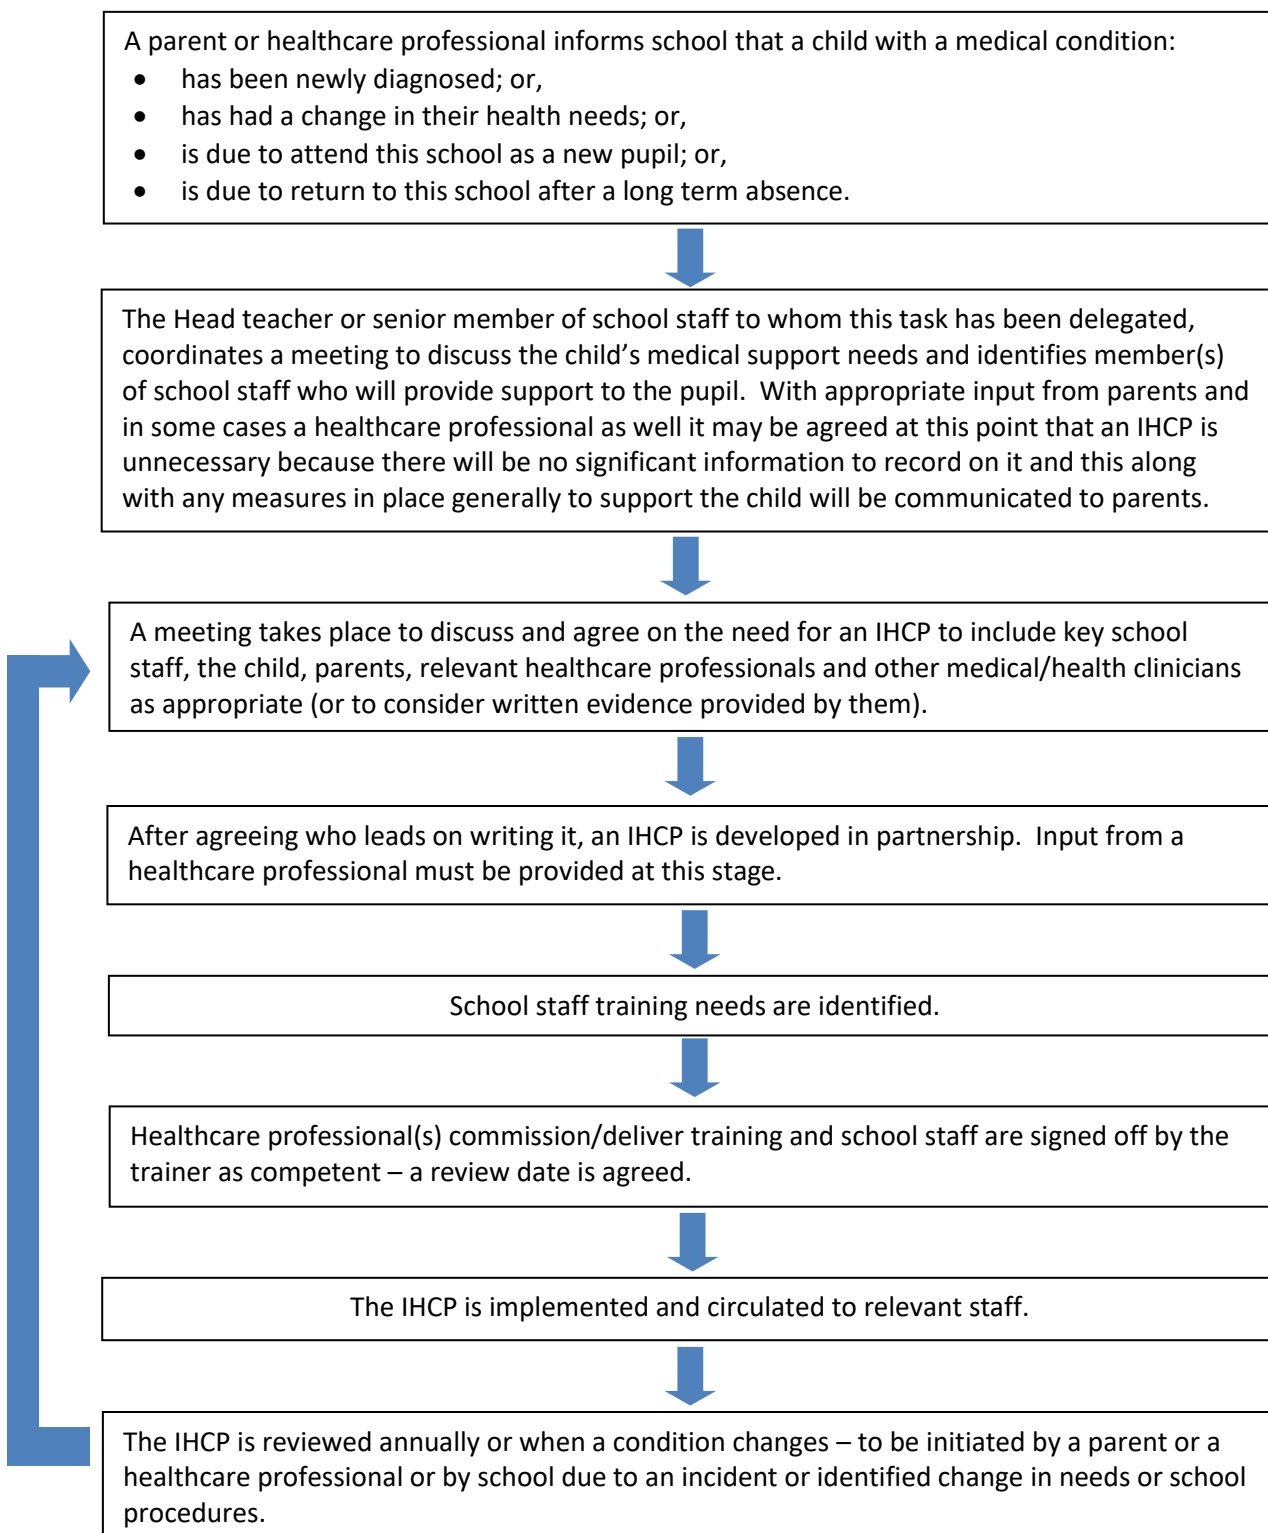 A parent or healthcare professional informs school that a child with a medical condition:
• has been newly diagnosed; or,
• has had a change in their health needs; or,
• is due to attend this school as a new pupil; or,
• is due to return to this school after a long term absence.
The Head teacher or senior member of school staff to whom this task has been delegated,
coordinates a meeting to discuss the child’s medical support needs and identifies member(s)
of school staff who will provide support to the pupil.  With appropriate input from parents and
in some cases a healthcare professional as well it may be agreed at this point that an IHCP is
unnecessary because there will be no significant information to record on it and this along
with any measures in place generally to support the child will be communicated to parents.
A meeting takes place to discuss and agree on the need for an IHCP to include key school
staff, the child, parents, relevant healthcare professionals and other medical/health clinicians
as appropriate (or to consider written evidence provided by them).
After agreeing who leads on writing it, an IHCP is developed in partnership.  Input from a
healthcare professional must be provided at this stage.
School staff training needs are identified.
Healthcare professional(s) commission/deliver training and school staff are signed off by the
trainer as competent – a review date is agreed.
The IHCP is implemented and circulated to relevant staff.
The IHCP is reviewed annually or when a condition changes – to be initiated by a parent or a
healthcare professional or by school due to an incident or identified change in needs or school
procedures.